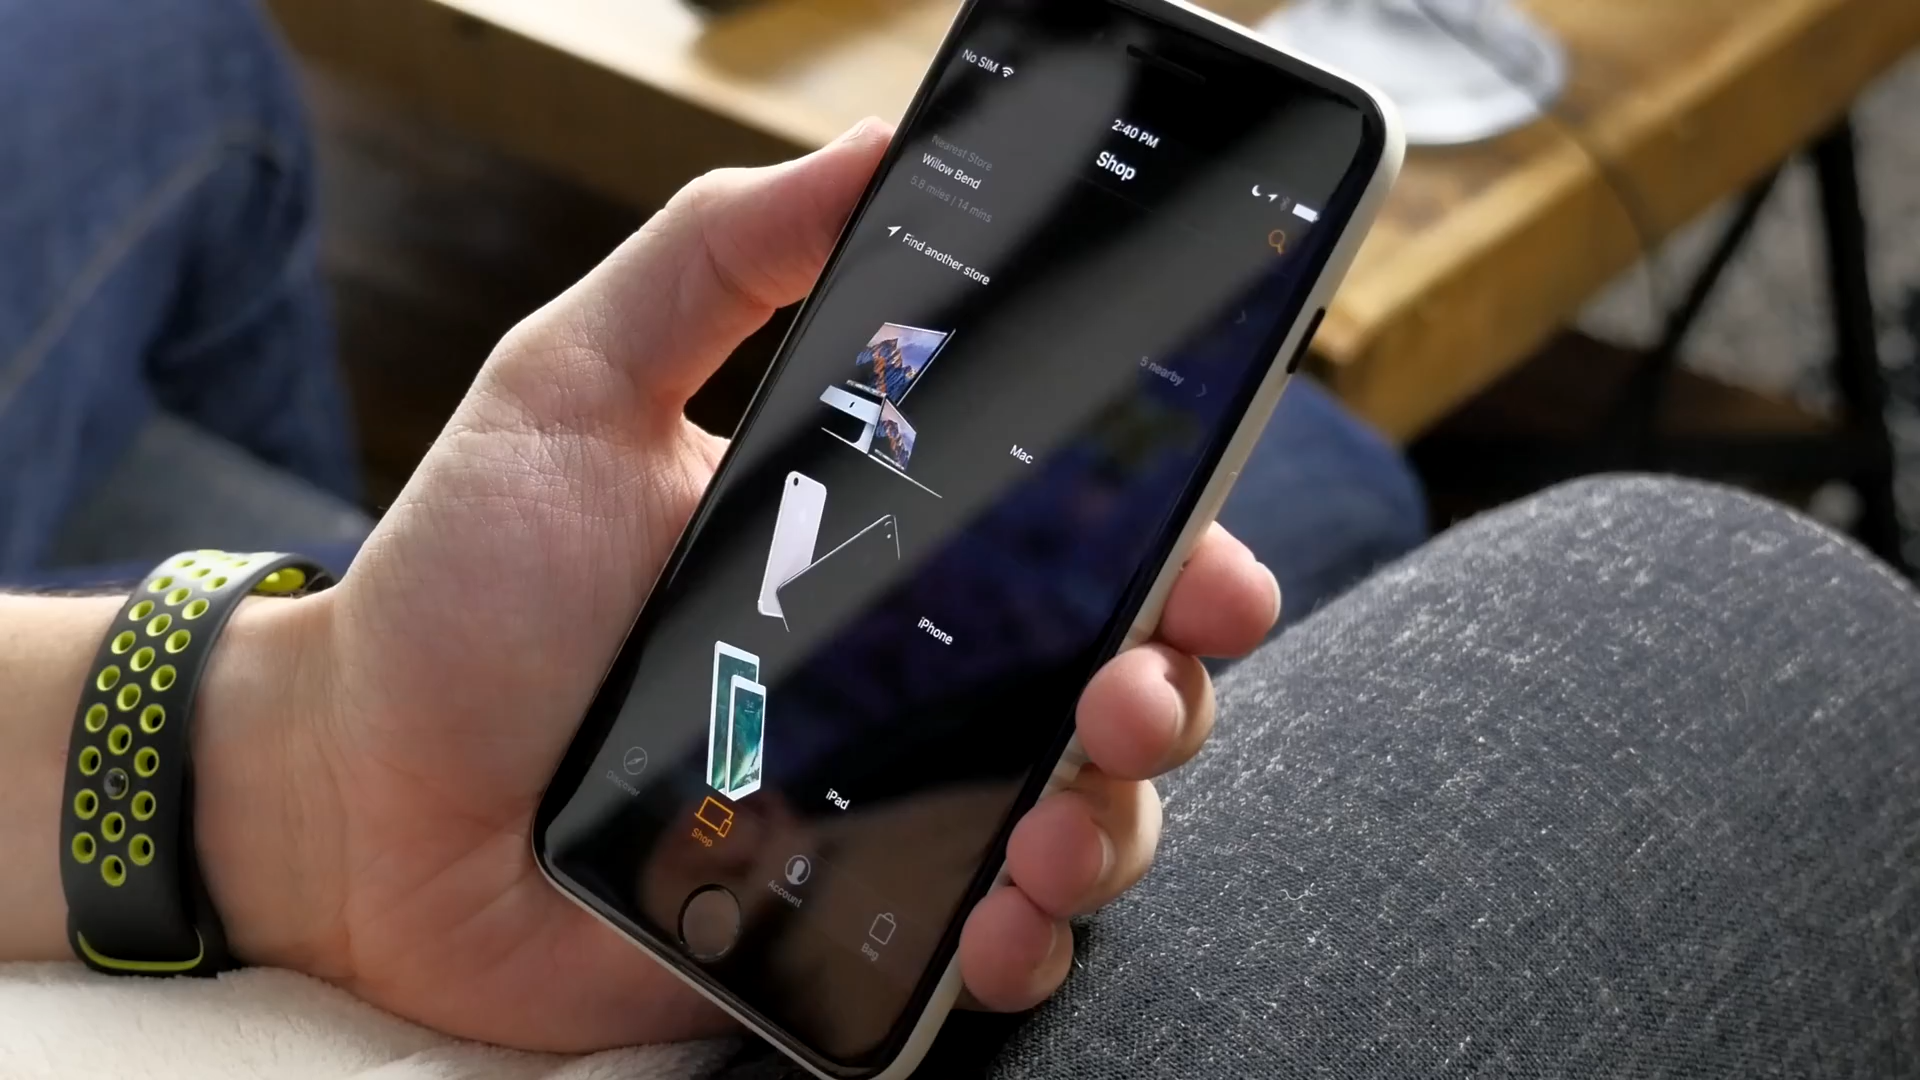 No SIM
2:40 PM
Shop
Nearest Store
Willow Bend
5.8 miles | 14 mins
Find another store
5 nearby
Mac
iPhone
iPad
Discover
Shop
Account
Bag